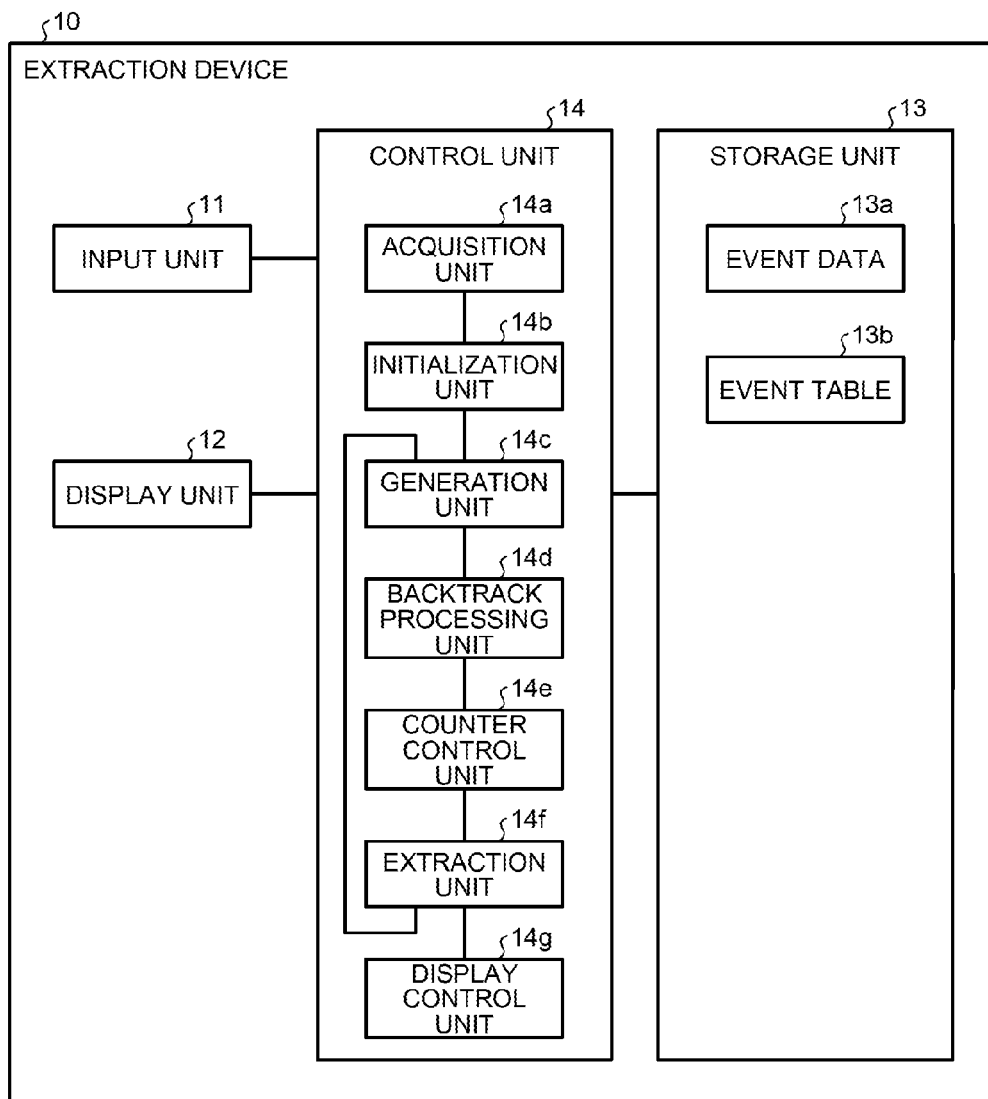 10
EXTRACTION DEVICE
11
INPUT UNIT
12
DISPLAY UNIT
14
CONTROL UNIT
14a
ACQUISITION
UNIT
14b
INITIALIZATION
UNIT
14c
GENERATION
UNIT
14d
BACKTRACK
PROCESSING
UNIT
14e
COUNTER
CONTROL
UNIT
14f
EXTRACTION
UNIT
14g
DISPLAY
CONTROL
UNIT
13
STORAGE UNIT
13a
EVENT DATA
13b
EVENT TABLE